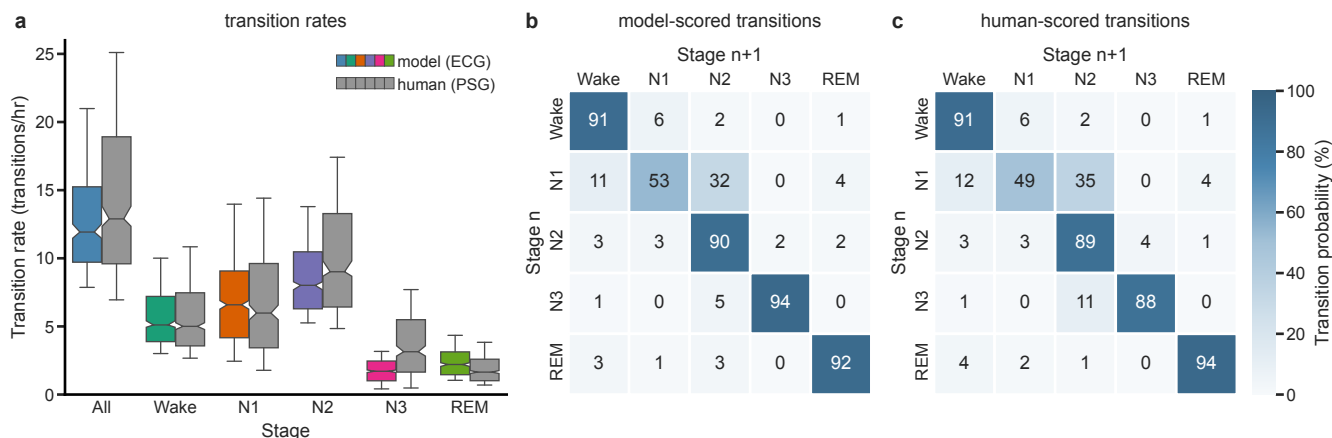 a
transition rates
Transition rate (transitions/hr)
25
20
15
10
5
0
model (ECG)
human (PSG)
All Wake N1 N2 N3 REM
Stage
b
model-scored transitions
Stage n+1
Wake N1 N2 N3 REM
Stage n
Wake 91 6 2 0 1
N1 11 53 32 0 4
N2 3 3 90 2 2
N3 1 0 5 94 0
REM 3 1 3 0 92
c
human-scored transitions
Stage n+1
Wake N1 N2 N3 REM
Wake 91 6 2 0 1
N1 12 49 35 0 4
N2 3 3 89 4 1
N3 1 0 11 88 0
REM 4 2 1 0 94
100
80
60
40
20
0
Transition probability (%)